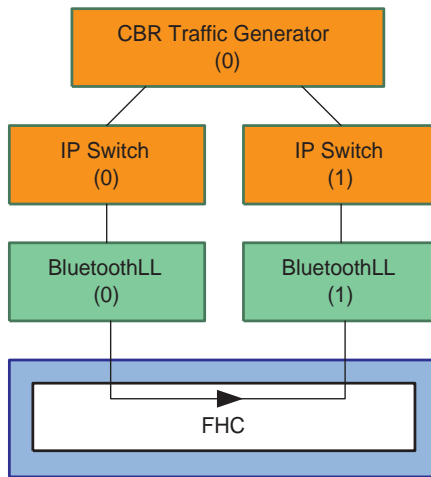 CBR Traffic Generator
(0)
IP Switch
(0)
IP Switch
(1)
BluetoothLL
(0)
BluetoothLL
(1)
FHC